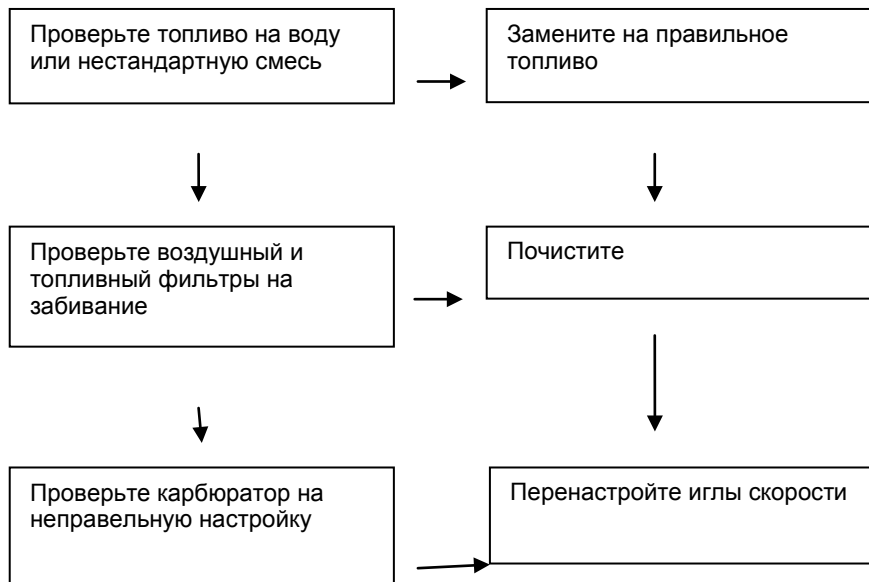 Проверьте топливо на воду
или нестандартную смесь
Замените на правильное
топливо
Проверьте воздушный и
топливный фильтры на
забивание
Почистите
Проверьте карбюратор на
неправельную настройку
Перенастройте иглы скорости